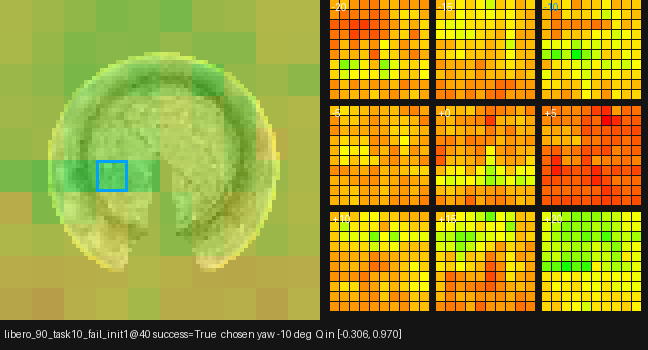 -20 -15 10
-5 +0 +5
+10 +15 +20
libero_90_task10_fail_init1@40 success=True chosen yaw -10 deg Q in [-0.306, 0.970]